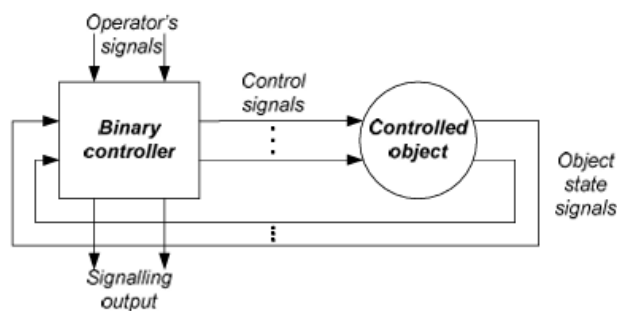 Operator's
signals
Control
signals
Binary
controller
Controlled
object
Object
state
signals
Signalling
output